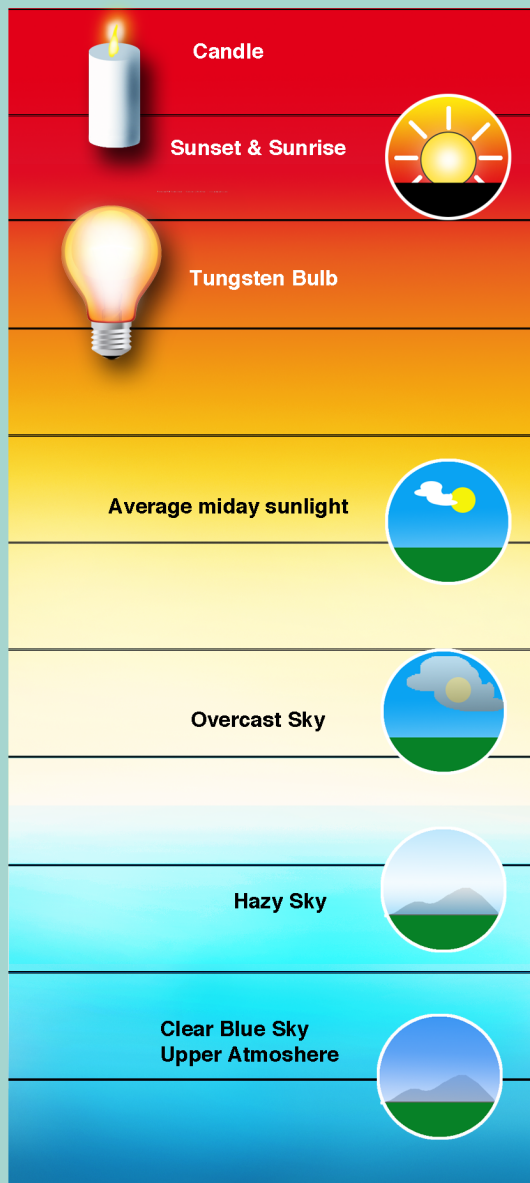 Candle
Sunset & Sunrise
Tungsten Bulb
Average miday sunlight
Overcast Sky
Hazy Sky
Clear Blue Sky
Upper Atmoshere